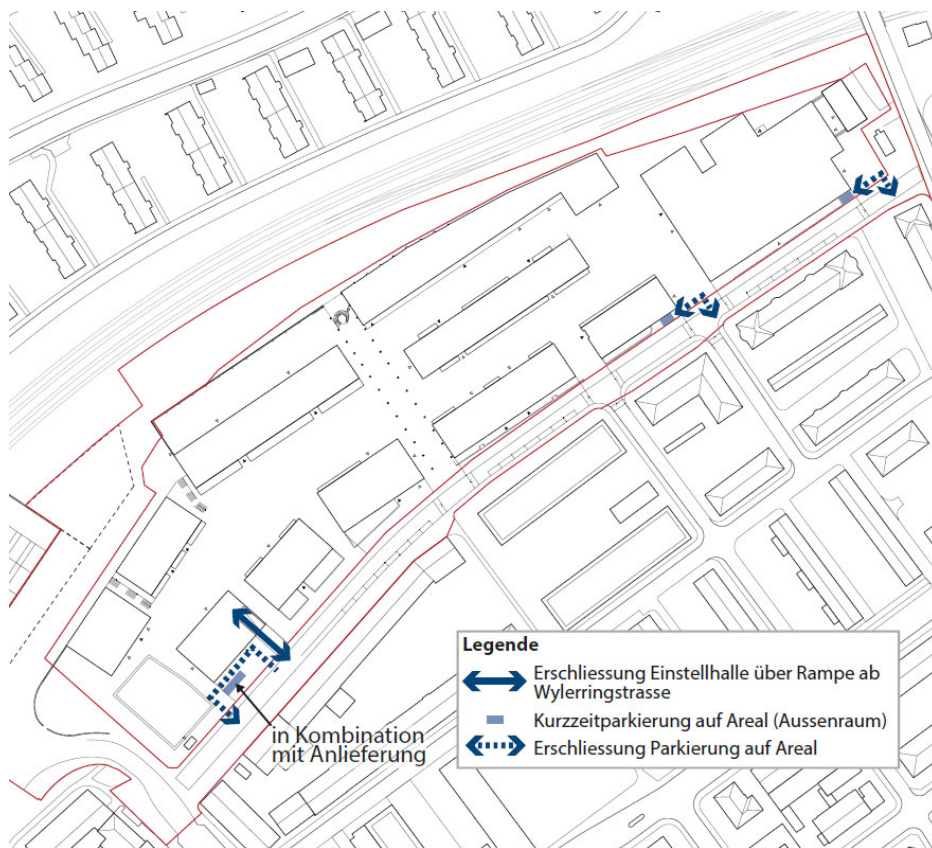 Legende
Erschliessung Einstellhalle über Rampe ab
Wylerringstrasse
Kurzzeitparkierung auf Areal (Aussenraum)
Erschliessung Parkierung auf Areal
in Kombination
mit Anlieferung